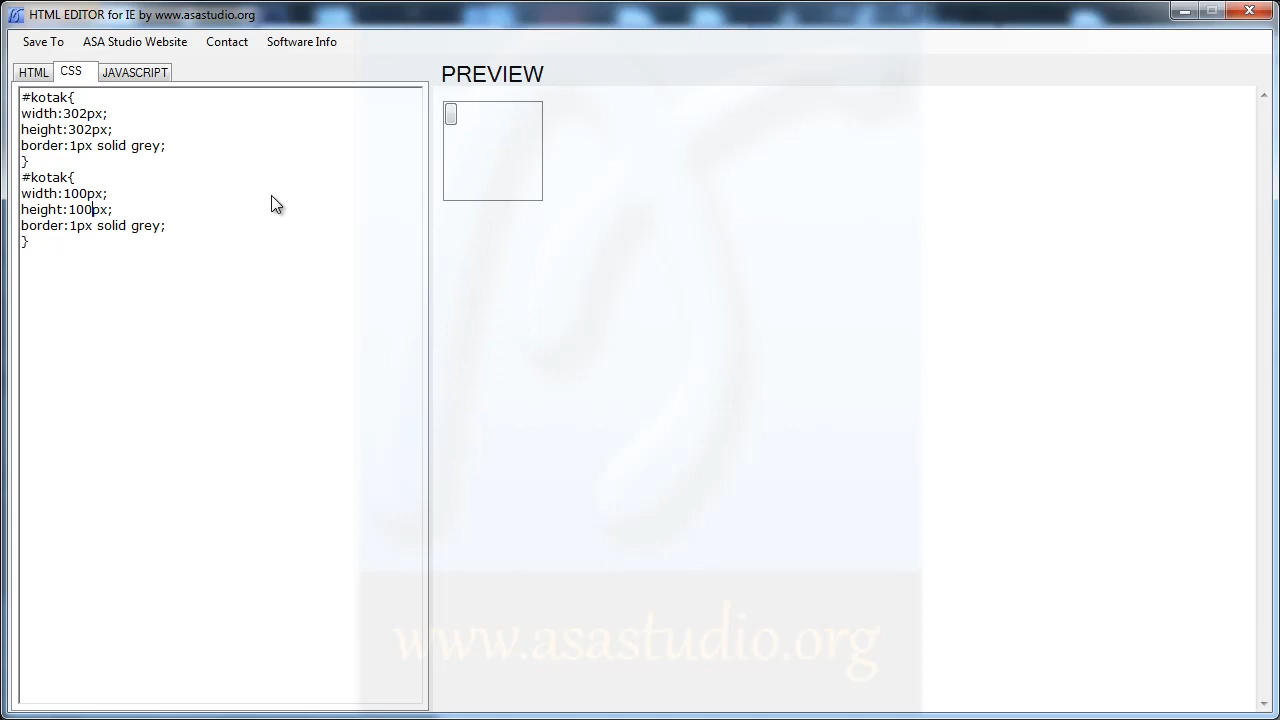 HTML EDITOR for IE by www.asastudio.org
Save To
ASA Studio Website
Contact
Software Info
HTML
CSS
JAVASCRIPT
PREVIEW
#kotak{
width:302px;
height:302px;
border:1px solid grey;
}
#kotak{
width:100px;
height:100px;
border:1px solid grey;
}
www.asastudio.org